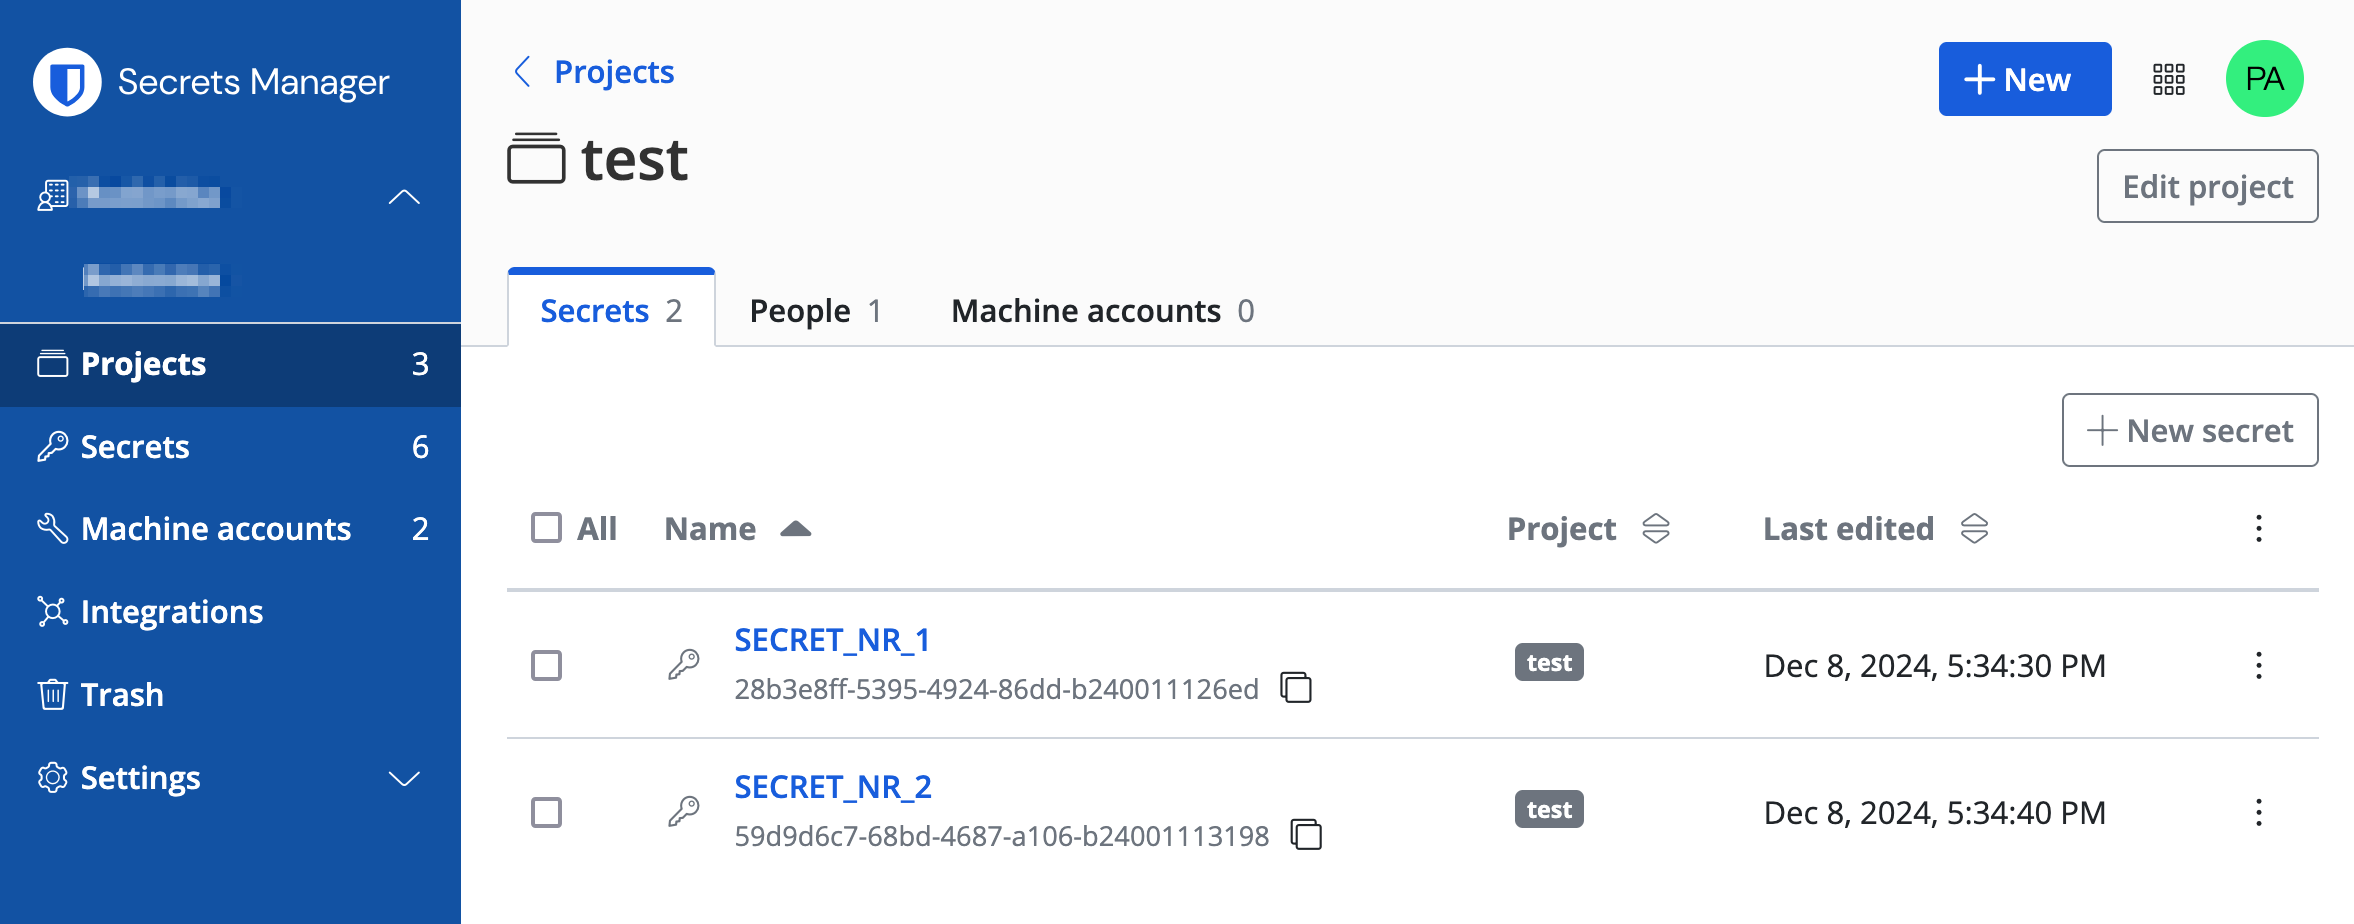 Secrets Manager
Projects 3
Secrets 6
Machine accounts 2
Integrations
Trash
Settings
Projects
New
PA
test
Edit project
Secrets 2 People 1 Machine accounts 0
New secret
All Name Project Last edited
SECRET_NR_1
28b3e8ff-5395-4924-86dd-b240011126ed
test
Dec 8, 2024, 5:34:30 PM
SECRET_NR_2
59d9d6c7-68bd-4687-a106-b24001113198
test
Dec 8, 2024, 5:34:40 PM